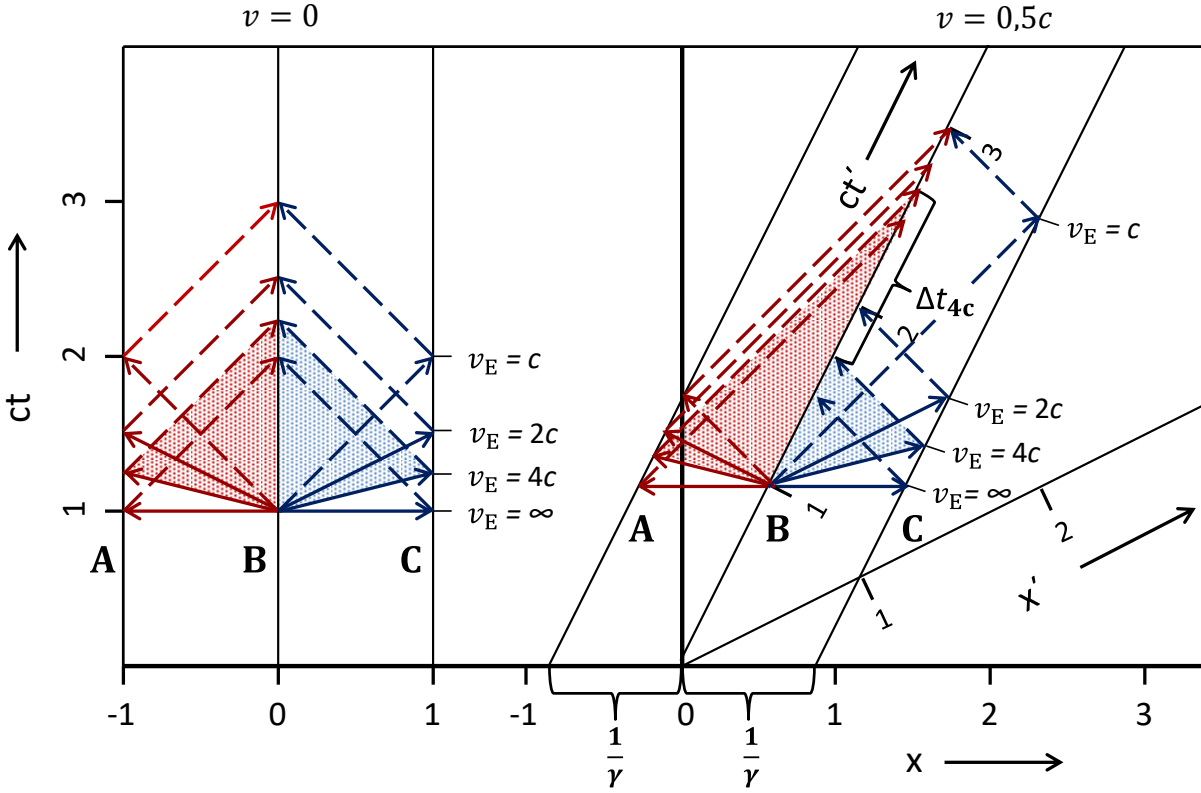 v = 0
v = 0,5c
ct
3
2
1
v_E = c
v_E = 2c
v_E = 4c
v_E = ∞
A
B
C
-1
0
1
ct´
3
2
1
Δt_4c
v_E = c
v_E = 2c
v_E = 4c
v_E = ∞
A
B
C
1
2
x'
-1
0
1
2
3
1/γ
1/γ
x